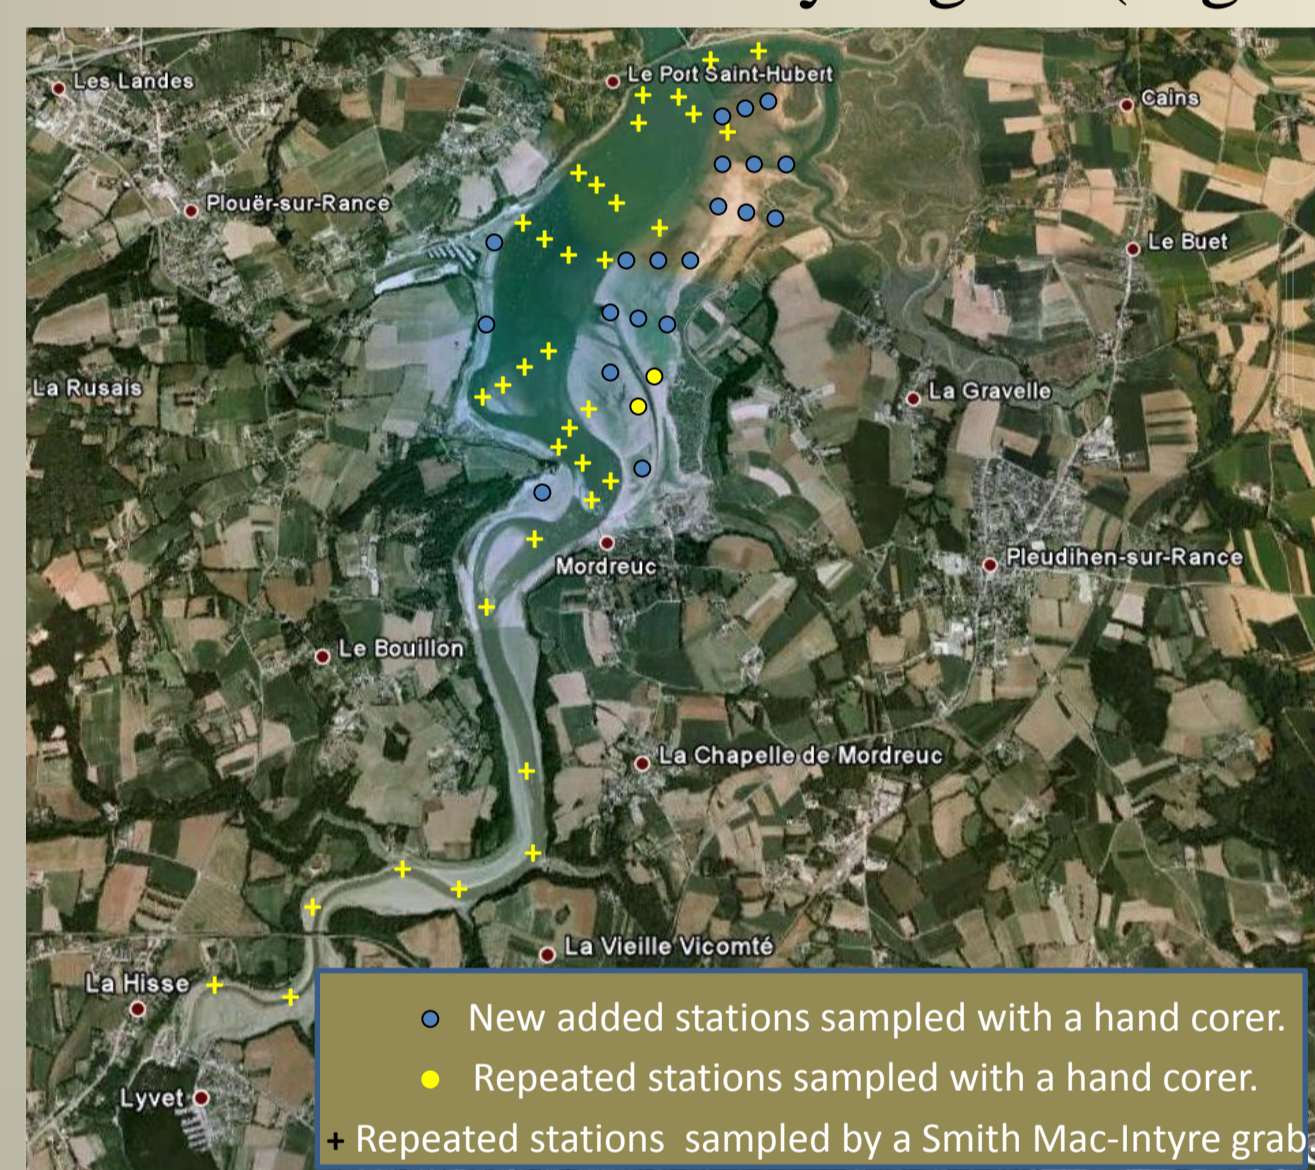 Les Landes
Le Port Saint-Hubert
Cains
Plouër-sur-Rance
Le Buet
La Rusais
La Gravelle
Pleudihen-sur-Rance
Mordreuc
Le Bouillon
La Chapelle de Mordreuc
La Vieille Vicomté
La Hisse
Lyvet
New added stations sampled with a hand corer.
Repeated stations sampled with a hand corer.
+ Repeated stations sampled by a Smith Mac-Intyre grab